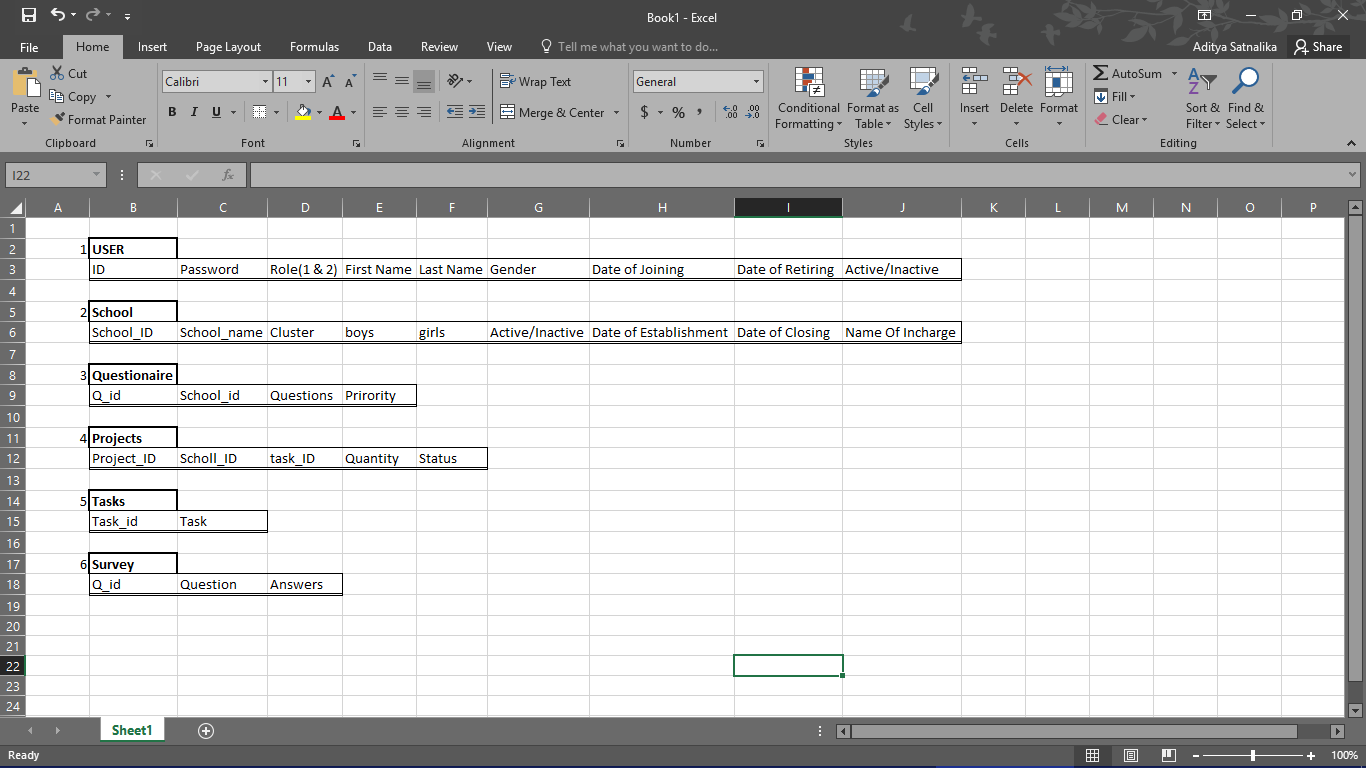 Book1 - Excel
File Home Insert Page Layout Formulas Data Review View Tell me what you want to do... Aditya Satnalika Share
Paste Cut Copy Format Painter
Calibri 11
B I U A
Wrap Text
Merge & Center
General
$ % ,
Conditional Formatting Format as Table Cell Styles
Insert Delete Format
AutoSum Fill Clear
Sort & Filter Find & Select
Clipboard Font Alignment Number Styles Cells Editing
I22 fx
A B C D E F G H I J K L M N O P
1
2 1 USER
3 ID Password Role(1 & 2) First Name Last Name Gender Date of Joining Date of Retiring Active/Inactive
4
5 2 School
6 School_ID School_name Cluster boys girls Active/Inactive Date of Establishment Date of Closing Name Of Incharge
7
8 3 Questionaire
9 Q_id School_id Questions Prirority
10
11 4 Projects
12 Project_ID Scholl_ID task_ID Quantity Status
13
14 5 Tasks
15 Task_id Task
16
17 6 Survey
18 Q_id Question Answers
19
20
21
22
23
24
Sheet1
Ready 100%